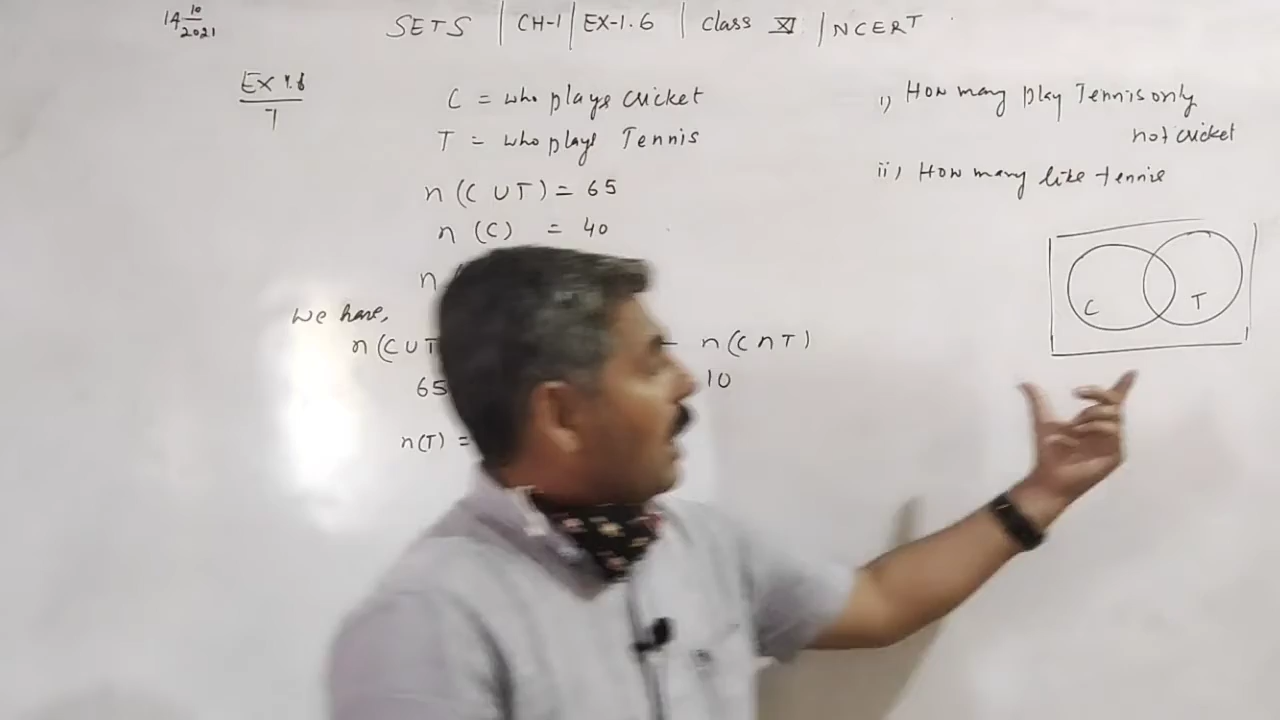 14 10/2021
SETS | CH-1 | EX-1.6 | Class XI | NCERT
EX 1.6
7
C = who plays cricket
T = who plays Tennis
n (C ∪ T) = 65
n (C) = 40
n (
we have,
n (C ∪ T - n (C ∩ T)
65 10
n(T) =
i) How many play Tennis only
not cricket
ii) How many like tennis
C T